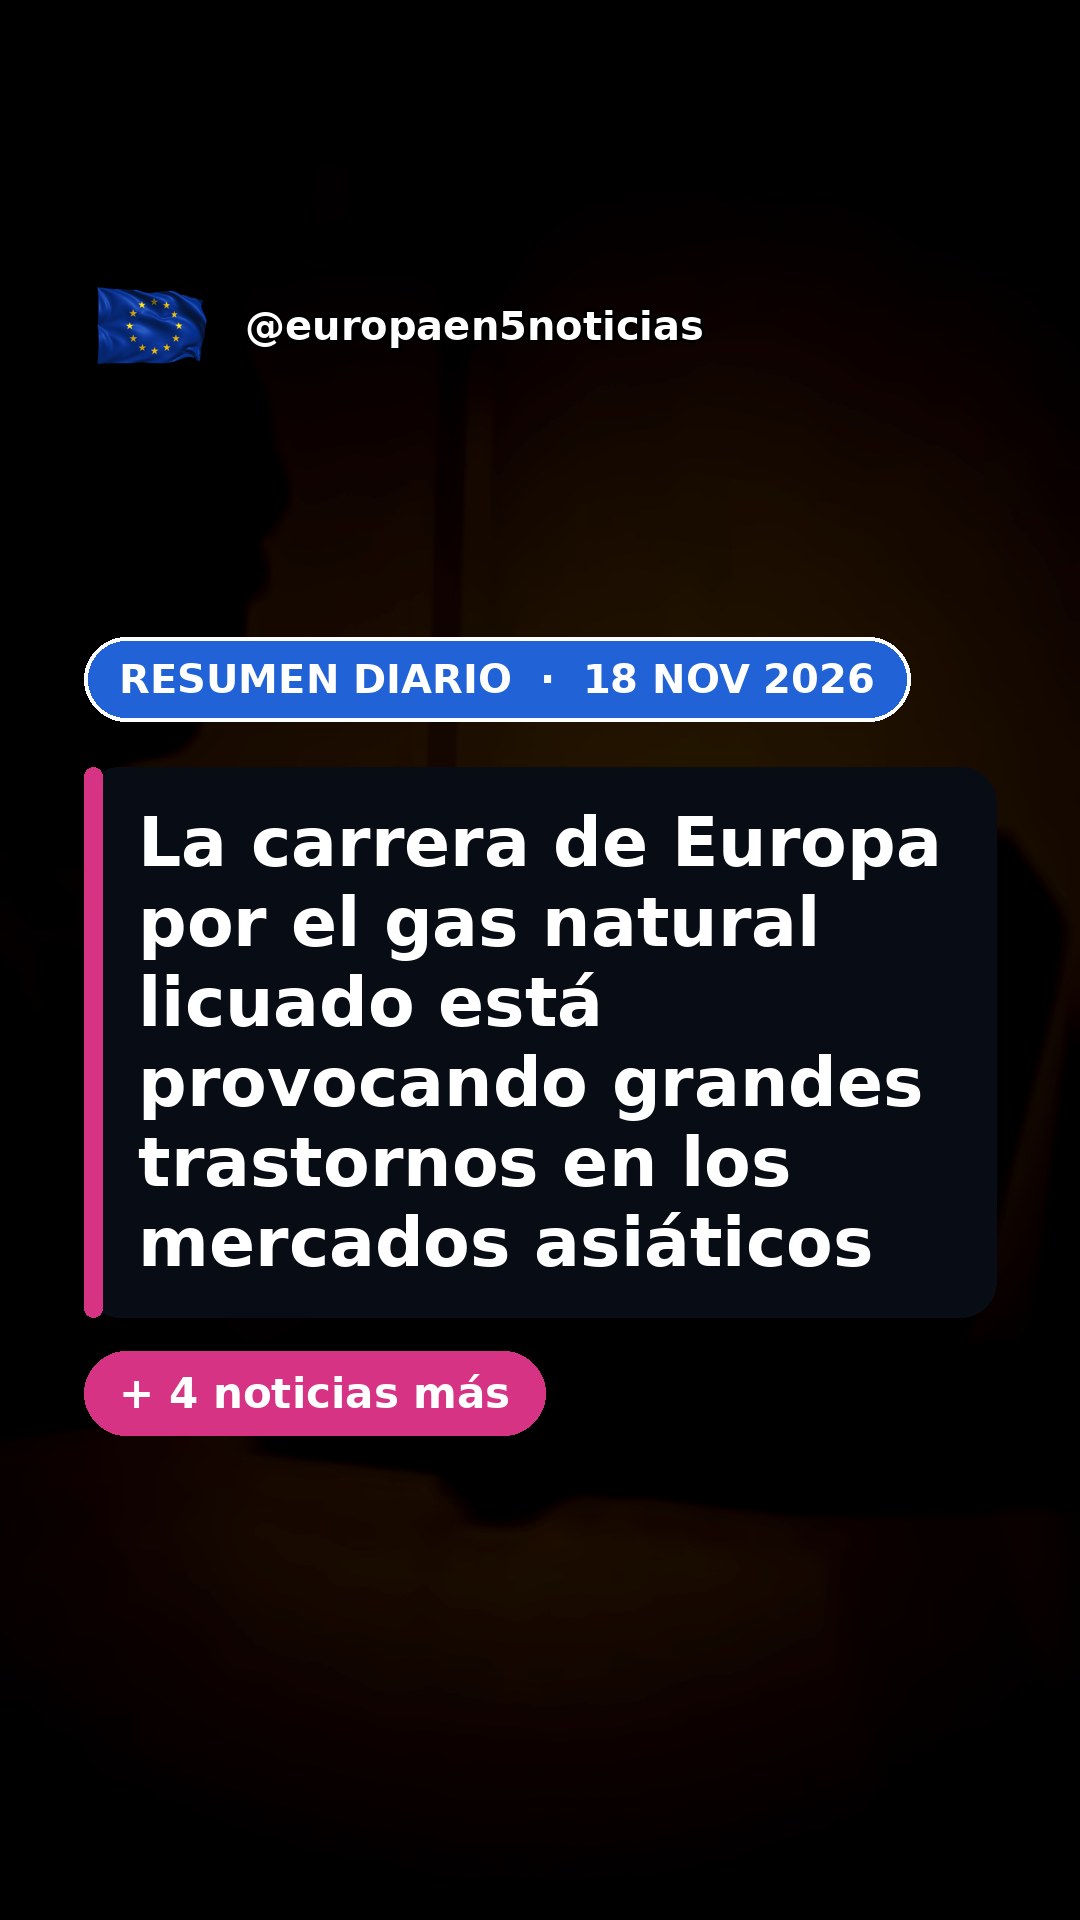 @europaen5noticias
RESUMEN DIARIO · 18 NOV 2026
La carrera de Europa
por el gas natural
licuado está
provocando grandes
trastornos en los
mercados asiáticos
+ 4 noticias más